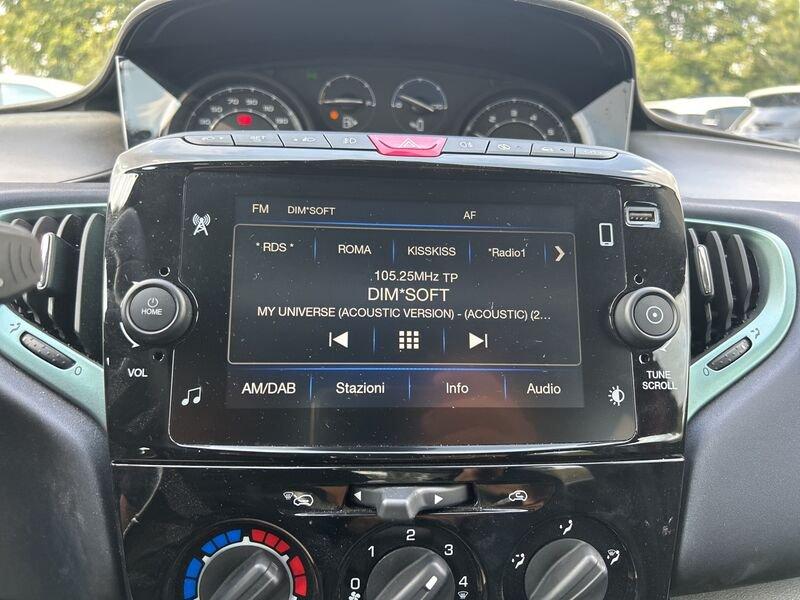 FM DIM*SOFT AF
* RDS * ROMA KISSKISS *Radio1
.105.25MHz TP
DIM*SOFT
MY UNIVERSE (ACOUSTIC VERSION) - (ACOUSTIC) (2...
HOME
VOL
TUNE
SCROLL
AM/DAB Stazioni Info Audio
0 1 2 3 4